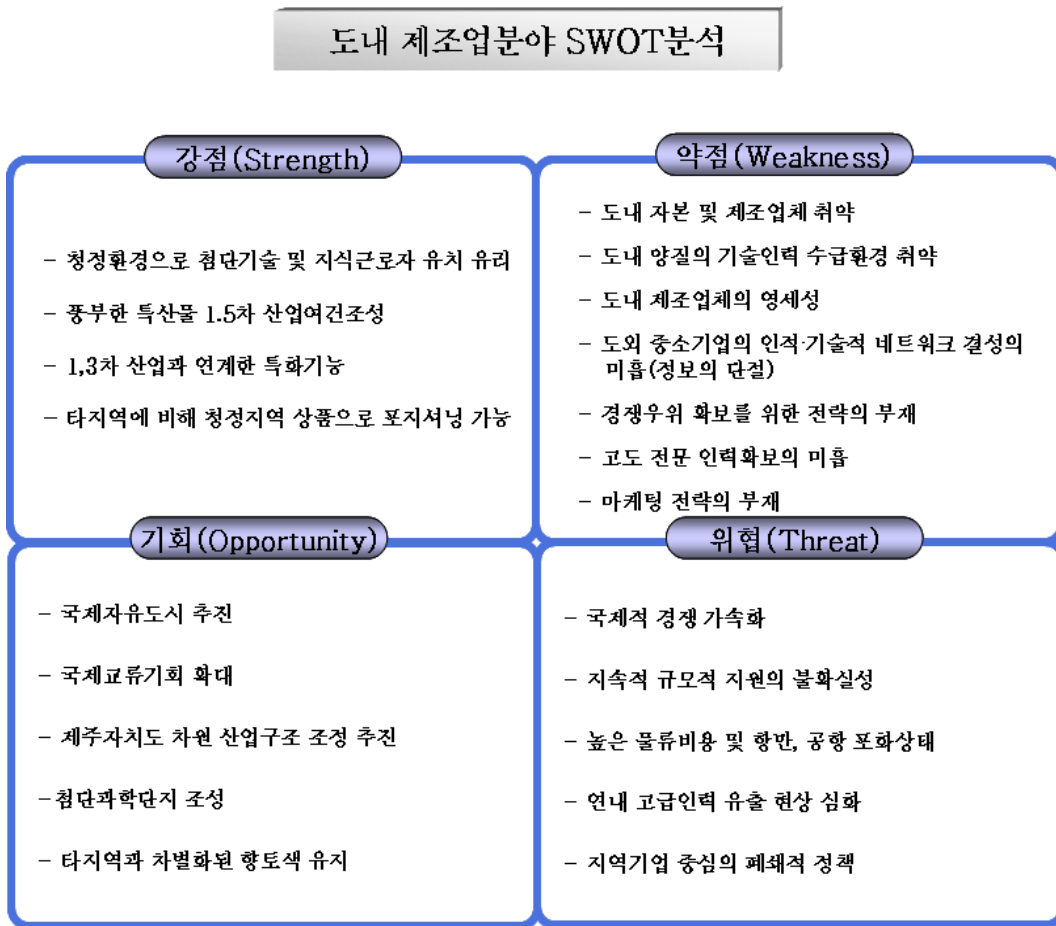 도내 제조업분야 SWOT분석
강점(Strength)
- 청정환경으로 첨단기술 및 지식근로자 유치 유리
- 풍부한 특산물 1.5차 산업여건조성
- 1,3차 산업과 연계한 특화기능
- 타지역에 비해 청정지역 상품으로 포지셔닝 가능
약점(Weakness)
- 도내 자본 및 제조업체 취약
- 도내 양질의 기술인력 수급환경 취약
- 도내 제조업체의 영세성
- 도외 중소기업의 인적·기술적 네트워크 결성의
미흡(정보의 단절)
- 경쟁우위 확보를 위한 전략의 부재
- 고도 전문 인력확보의 미흡
- 마케팅 전략의 부재
기회(Opportunity)
- 국제자유도시 추진
- 국제교류기회 확대
- 제주자치도 차원 산업구조 조정 추진
-첨단과학단지 조성
- 타지역과 차별화된 향토색 유지
위협(Threat)
- 국제적 경쟁 가속화
- 지속적 규모적 지원의 불확실성
- 높은 물류비용 및 항만, 공항 포화상태
- 연내 고급인력 유출 현상 심화
- 지역기업 중심의 폐쇄적 정책